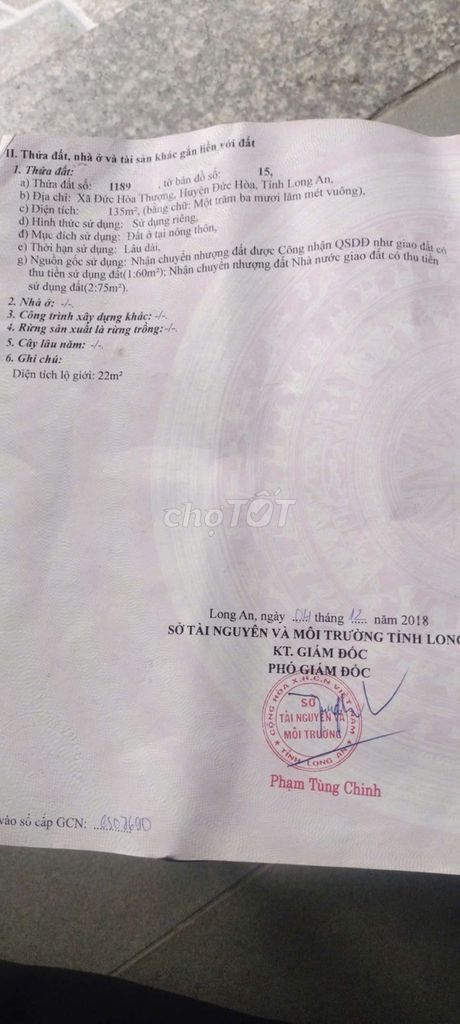 II. Thửa đất, nhà ở và tài sản khác gắn liền với đất
1. Thửa đất:
a) Thửa đất số: 1189 , tờ bản đồ số: 15,
b) Địa chỉ: Xã Đức Hòa Thượng, Huyện Đức Hòa, Tỉnh Long An,
c) Diện tích: 135m², (bằng chữ: Một trăm ba mươi lăm mét vuông),
d) Hình thức sử dụng: Sử dụng riêng,
đ) Mục đích sử dụng: Đất ở tại nông thôn,
e) Thời hạn sử dụng: Lâu dài,
g) Nguồn gốc sử dụng: Nhận chuyển nhượng đất được Công nhận QSDĐ như giao đất có
thu tiền sử dụng đất(1:60m²); Nhận chuyển nhượng đất Nhà nước giao đất có thu tiền
sử dụng đất(2:75m²).
2. Nhà ở: -/-.
3. Công trình xây dựng khác: -/-.
4. Rừng sản xuất là rừng trồng:-/-.
5. Cây lâu năm: -/-.
6. Ghi chú:
Diện tích lộ giới: 22m²
chợTỐT
Long An, ngày 04 tháng 12 năm 2018
SỞ TÀI NGUYÊN VÀ MÔI TRƯỜNG TỈNH LONG
KT. GIÁM ĐỐC
PHÓ GIÁM ĐỐC
CỘNG HÒA X.H.C.N VIỆT NAM
SỞ
TÀI NGUYÊN VÀ
MÔI TRƯỜNG
TỈNH LONG AN
Phạm Tùng Chinh
vào sổ cấp GCN: